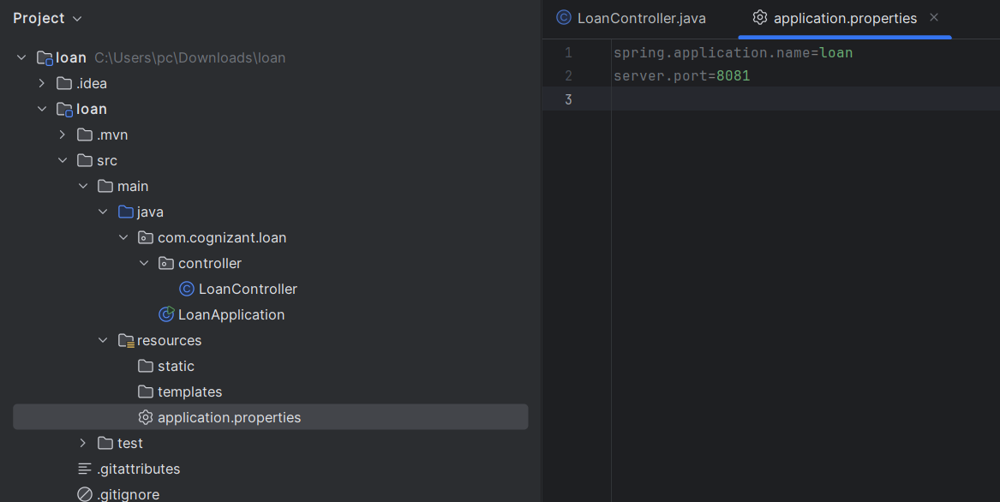 Project
loan C:\Users\pc\Downloads\loan
.idea
loan
.mvn
src
main
java
com.cognizant.loan
controller
LoanController
LoanApplication
resources
static
templates
application.properties
test
.gitattributes
.gitignore
LoanController.java
application.properties
1 spring.application.name=loan
2 server.port=8081
3